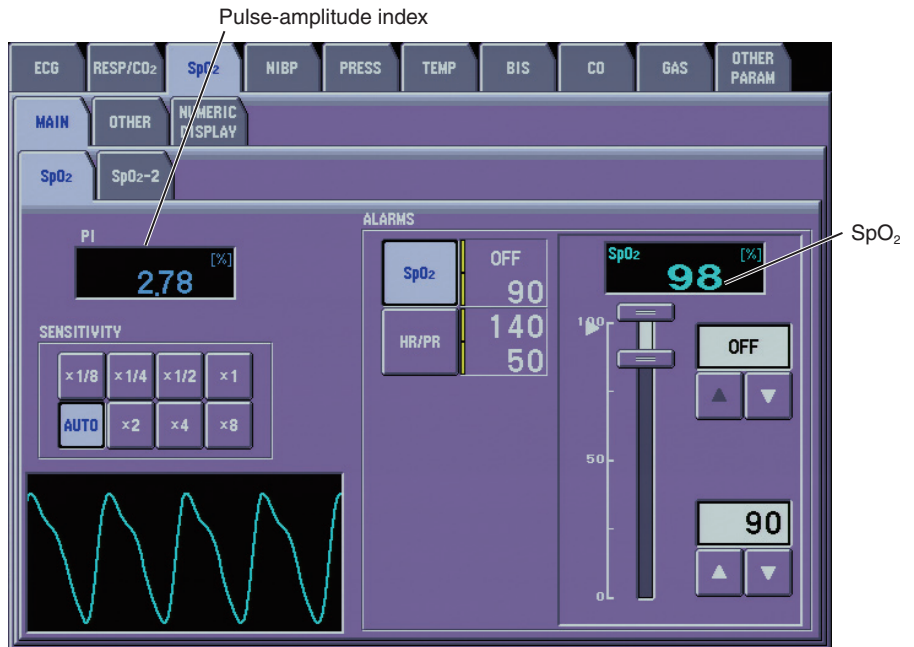 Pulse-amplitude index
ECG RESP/CO₂ SpO₂ NIBP PRESS TEMP BIS CO GAS OTHER PARAM
MAIN OTHER NUMERIC DISPLAY
SpO₂ SpO₂-2
ALARMS
PI
[%]
2.78
SpO₂ OFF
90
HR/PR 140
50
SpO₂ [%]
98
SpO₂
SENSITIVITY
×1/8 ×1/4 ×1/2 ×1
AUTO ×2 ×4 ×8
100
50
0
OFF
90